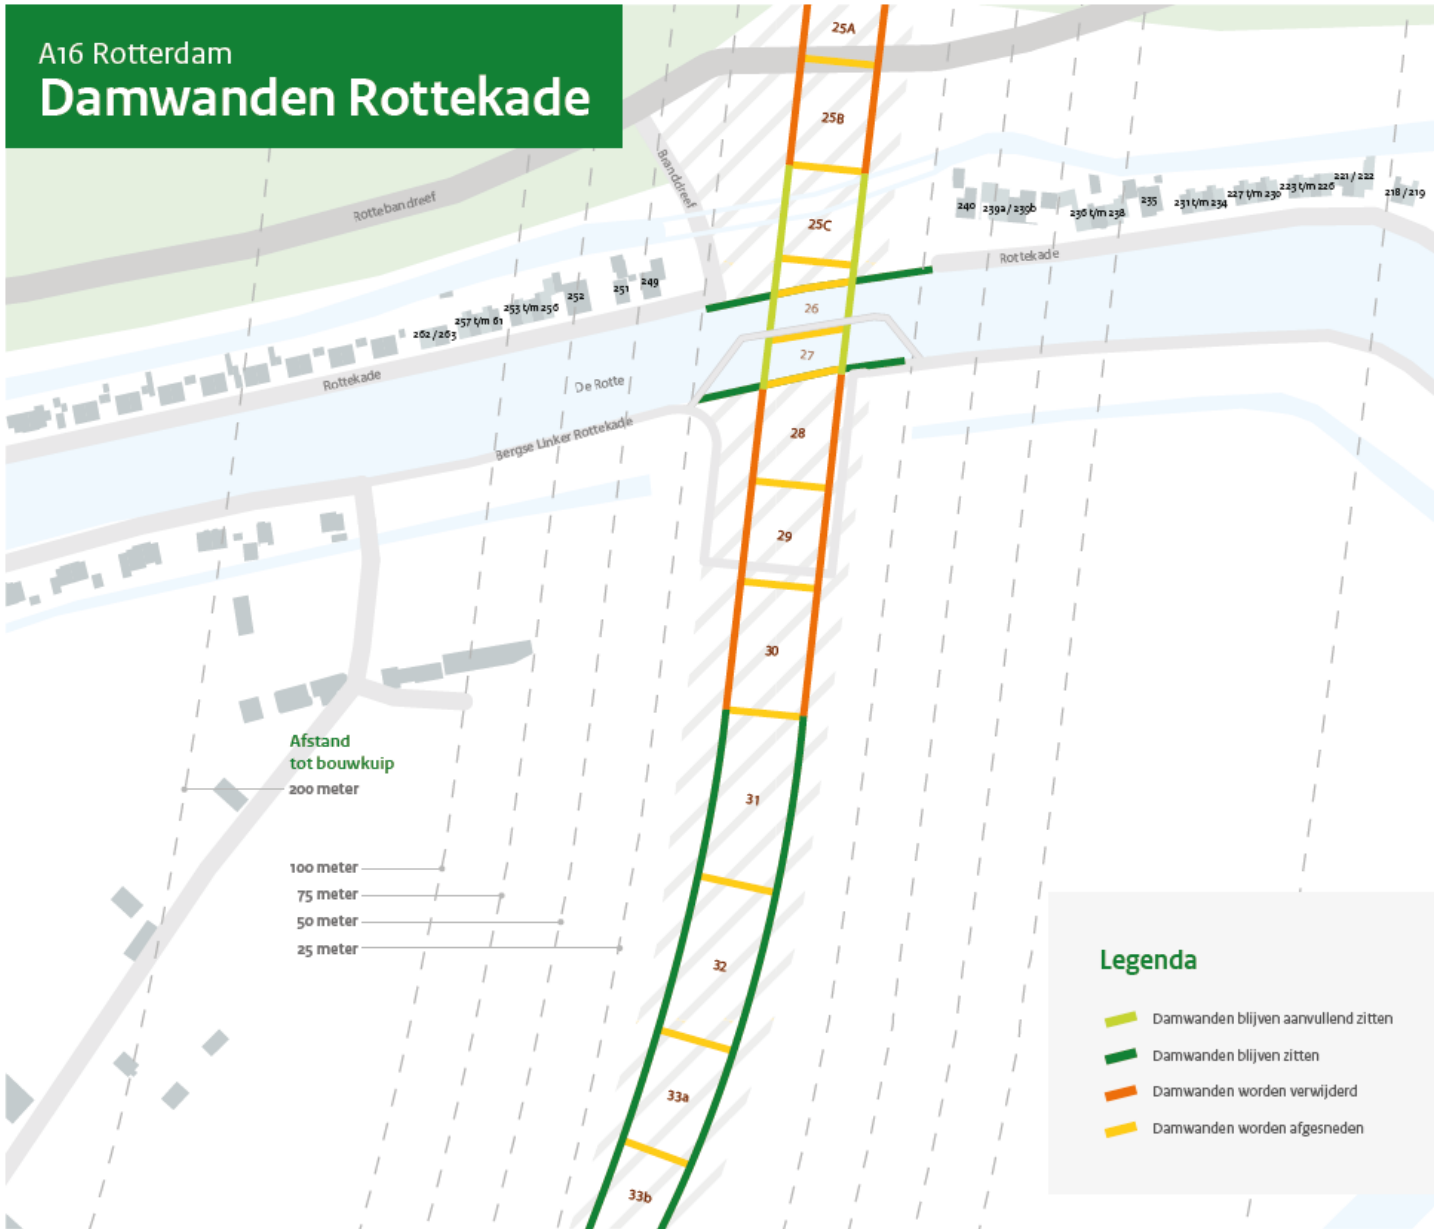 A16 Rotterdam
Damwanden Rottekade
25A
25B
25C
26
27
28
29
30
31
32
33a
33b
Rottebandreef
Branddreef
Rottekade
Rottekade
De Rotte
Bergse Linker Rottekade
262 / 263
257 t/m 61
253 t/m 256
252
251
249
240
239a / 239b
236 t/m 238
235
231 t/m 234
227 t/m 230
223 t/m 226
221 / 222
218 / 219
Afstand
tot bouwkuip
200 meter
100 meter
75 meter
50 meter
25 meter
Legenda
Damwanden blijven aanvullend zitten
Damwanden blijven zitten
Damwanden worden verwijderd
Damwanden worden afgesneden